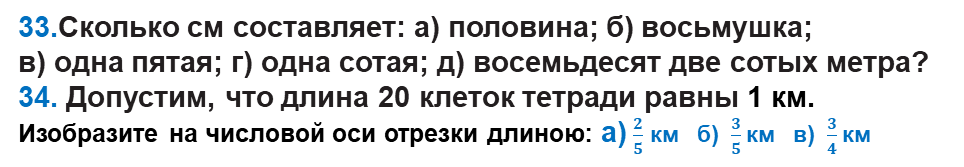 33.Сколько см составляет: а) половина; б) восьмушка;
в) одна пятая; г) одна сотая; д) восемьдесят две сотых метра?
34. Допустим, что длина 20 клеток тетради равны 1 км.
Изобразите на числовой оси отрезки длиною: а) 2/5 км б) 3/5 км в) 3/4 км